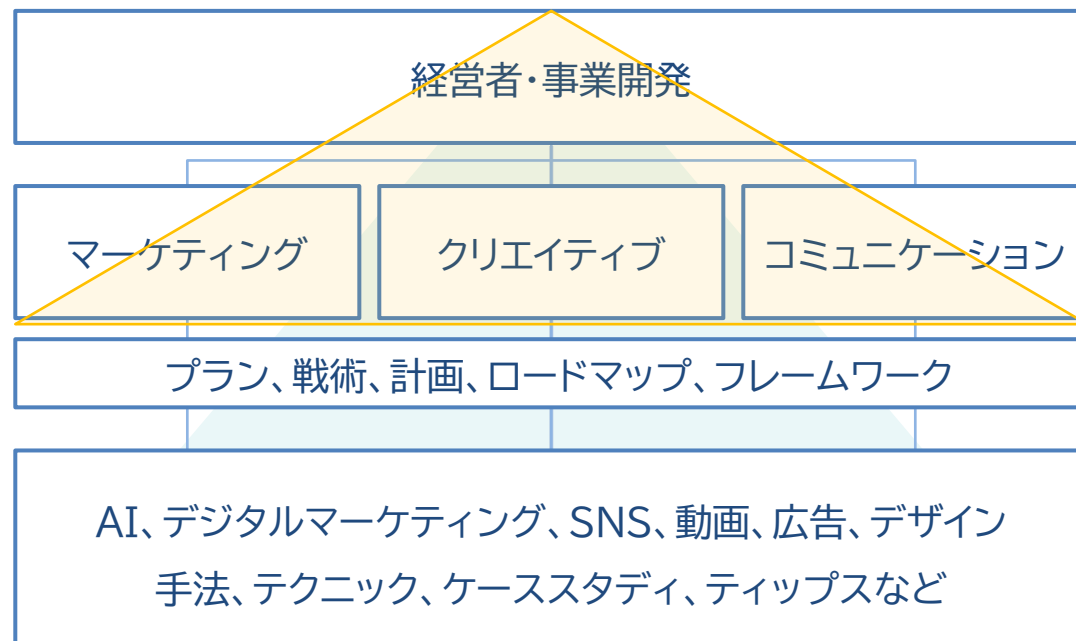 経営者・事業開発
マーケティング
クリエイティブ
コミュニケーション
プラン、戦術、計画、ロードマップ、フレームワーク
AI、デジタルマーケティング、SNS、動画、広告、デザイン
手法、テクニック、ケーススタディ、ティップスなど